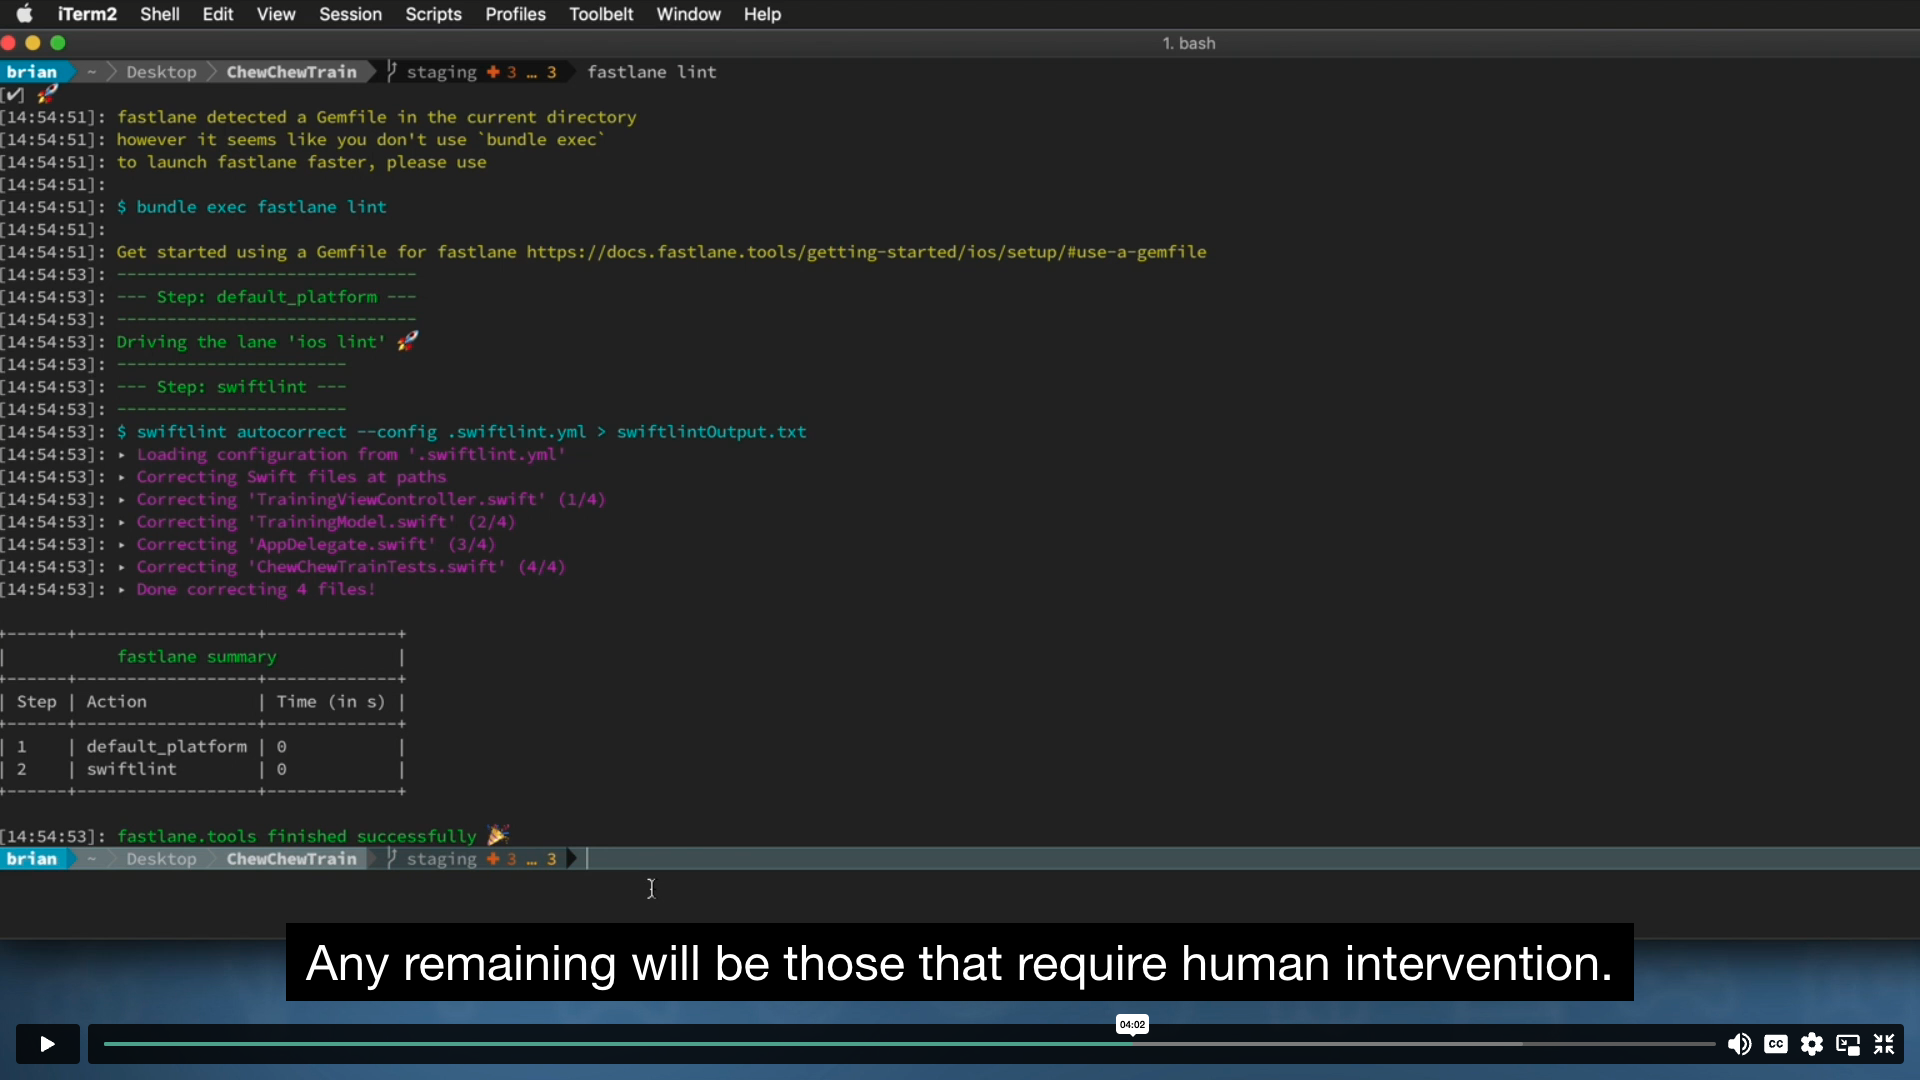 iTerm2 Shell Edit View Session Scripts Profiles Toolbelt Window Help
1. bash
brian ~ Desktop ChewChewTrain staging + 3 … 3 fastlane lint
[✔] 🚀
[14:54:51]: fastlane detected a Gemfile in the current directory
[14:54:51]: however it seems like you don't use `bundle exec`
[14:54:51]: to launch fastlane faster, please use
[14:54:51]:
[14:54:51]: $ bundle exec fastlane lint
[14:54:51]:
[14:54:51]: Get started using a Gemfile for fastlane https://docs.fastlane.tools/getting-started/ios/setup/#use-a-gemfile
[14:54:53]: ------------------------------
[14:54:53]: --- Step: default_platform ---
[14:54:53]: ------------------------------
[14:54:53]: Driving the lane 'ios lint' 🚀
[14:54:53]: -----------------------
[14:54:53]: --- Step: swiftlint ---
[14:54:53]: -----------------------
[14:54:53]: $ swiftlint autocorrect --config .swiftlint.yml > swiftlintOutput.txt
[14:54:53]: ▸ Loading configuration from '.swiftlint.yml'
[14:54:53]: ▸ Correcting Swift files at paths
[14:54:53]: ▸ Correcting 'TrainingViewController.swift' (1/4)
[14:54:53]: ▸ Correcting 'TrainingModel.swift' (2/4)
[14:54:53]: ▸ Correcting 'AppDelegate.swift' (3/4)
[14:54:53]: ▸ Correcting 'ChewChewTrainTests.swift' (4/4)
[14:54:53]: ▸ Done correcting 4 files!
+------+------------------+-------------+
| fastlane summary |
+------+------------------+-------------+
| Step | Action | Time (in s) |
+------+------------------+-------------+
| 1 | default_platform | 0 |
| 2 | swiftlint | 0 |
+------+------------------+-------------+
[14:54:53]: fastlane.tools finished successfully 🎉
brian ~ Desktop ChewChewTrain staging + 3 … 3
Any remaining will be those that require human intervention.
04:02
CC